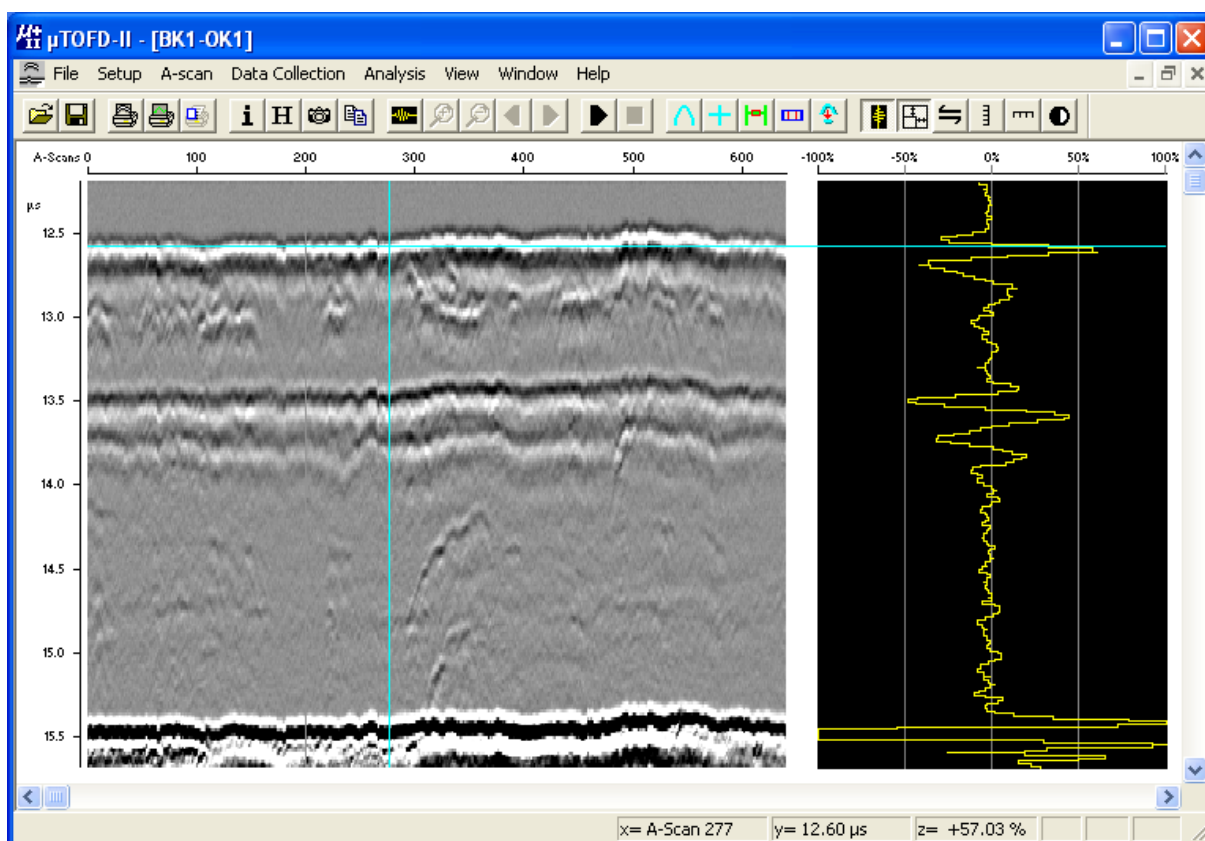 µTOFD-II - [BK1-OK1]
File Setup A-scan Data Collection Analysis View Window Help
i H
A-Scans 0 100 200 300 400 500 600 -100% -50% 0% 50% 100%
µs
12.5
13.0
13.5
14.0
14.5
15.0
15.5
x= A-Scan 277 y= 12.60 µs z= +57.03 %